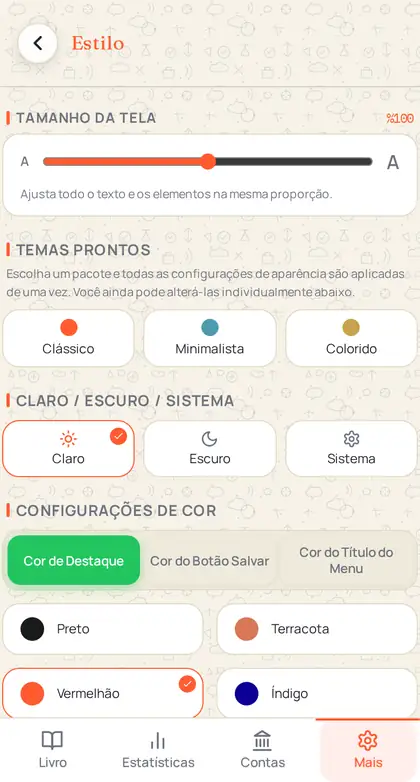 Estilo
TAMANHO DA TELA
%100
A
A
Ajusta todo o texto e os elementos na mesma proporção.
TEMAS PRONTOS
Escolha um pacote e todas as configurações de aparência são aplicadas
de uma vez. Você ainda pode alterá-las individualmente abaixo.
Clássico
Minimalista
Colorido
CLARO / ESCURO / SISTEMA
Claro
Escuro
Sistema
CONFIGURAÇÕES DE COR
Cor de Destaque
Cor do Botão Salvar
Cor do Título do
Menu
Preto
Terracota
Vermelhão
Índigo
Livro
Estatísticas
Contas
Mais